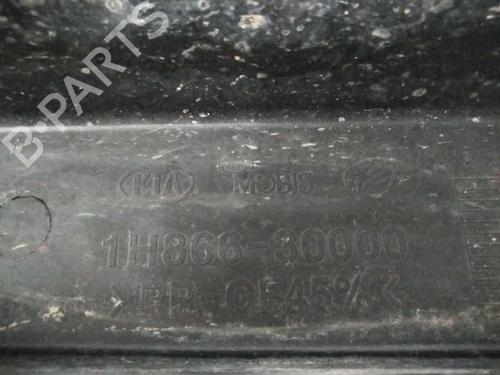 B-PARTS
KIA MOBIS
1H866-30000
>PP-GF45%<